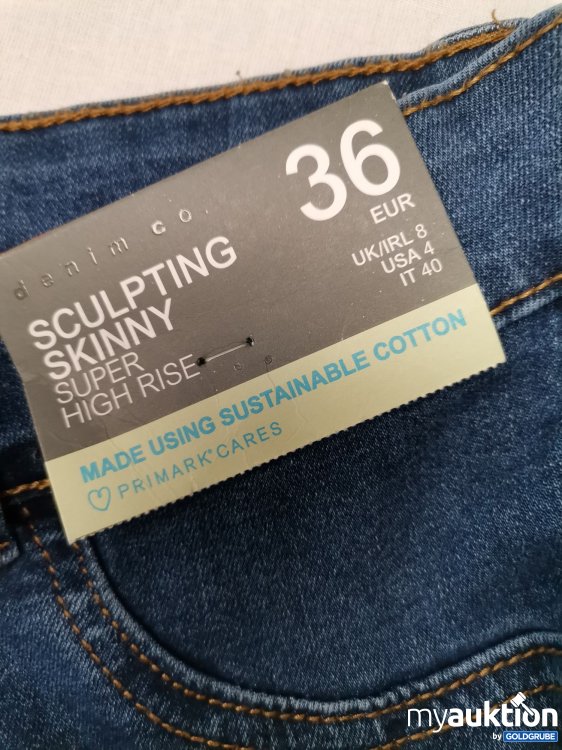 denim co.
36
EUR
UK/IRL 8
USA 4
IT 40
SCULPTING
SKINNY
SUPER
HIGH RISE
MADE USING SUSTAINABLE COTTON
PRIMARK® CARES
myauktion
by GOLDGRUBE